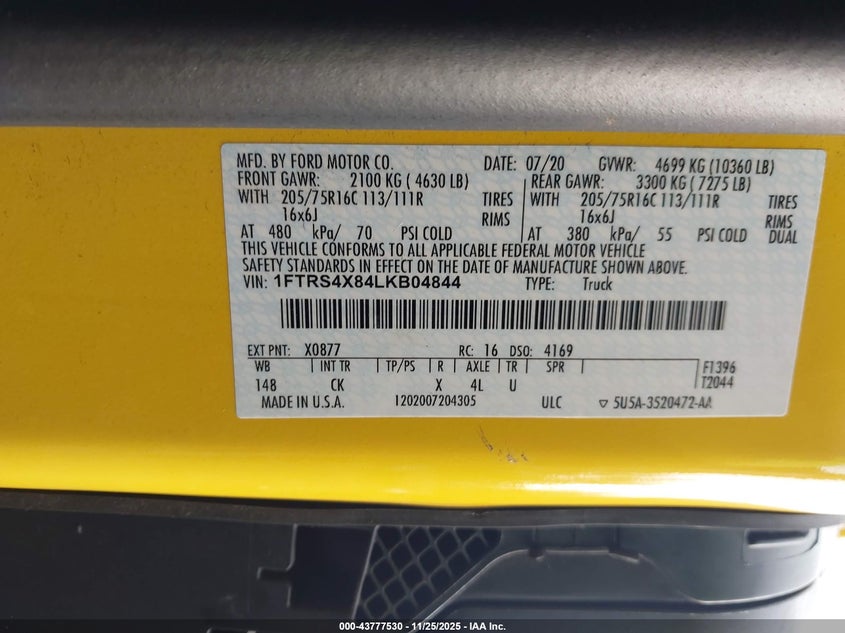 MFD. BY FORD MOTOR CO. DATE: 07/20 GVWR: 4699 KG (10360 LB)
FRONT GAWR: 2100 KG ( 4630 LB) REAR GAWR: 3300 KG ( 7275 LB)
WITH 205/75R16C 113/111R TIRES WITH 205/75R16C 113/111R TIRES
16x6J RIMS 16x6J RIMS
AT 480 kPa/ 70 PSI COLD AT 380 kPa/ 55 PSI COLD DUAL
THIS VEHICLE CONFORMS TO ALL APPLICABLE FEDERAL MOTOR VEHICLE
SAFETY STANDARDS IN EFFECT ON THE DATE OF MANUFACTURE SHOWN ABOVE.
VIN: 1FTRS4X84LKB04844 TYPE: Truck
EXT PNT: X0877 RC: 16 DSO: 4169
WB INT TR TP/PS R AXLE TR SPR F1396
148 CK X 4L U T2044
MADE IN U.S.A. 1202007204305 ULC ▽ 5U5A-3520472-AA
000-43777530 - 11/25/2025 - IAA Inc.